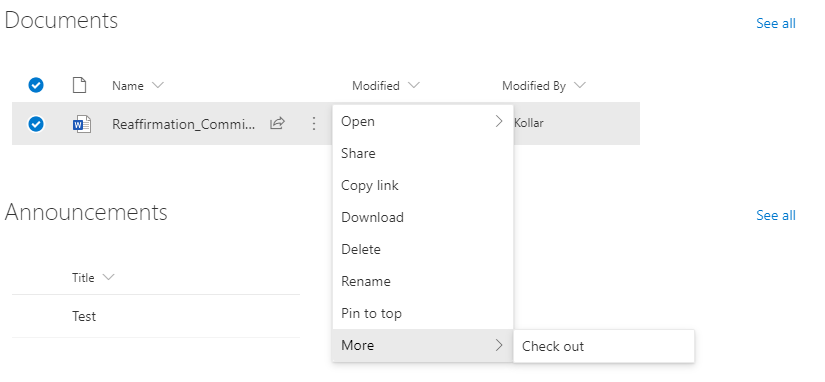 Documents
See all
Name Modified Modified By
W Reaffirmation_Commi... Kollar
Open
Share
Copy link
Download
Delete
Rename
Pin to top
More
Check out
Announcements
See all
Title
Test